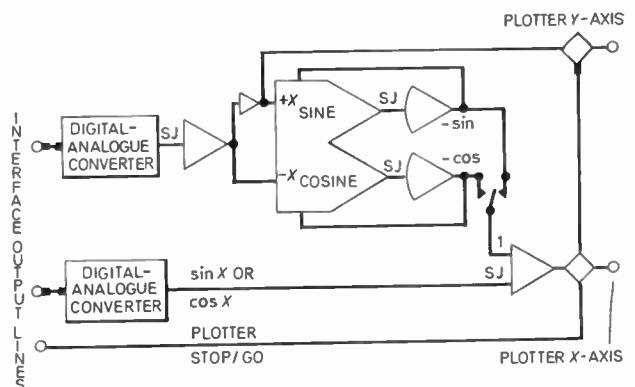 PLOTTER Y-AXIS
INTERFACE OUTPUT LINES
DIGITAL-
ANALOGUE
CONVERTER
SJ
+X SINE
SJ
-sin
-X COSINE
SJ
-cos
1
SJ
DIGITAL-
ANALOGUE
CONVERTER
sin X OR
cos X
PLOTTER
STOP/GO
PLOTTER X-AXIS